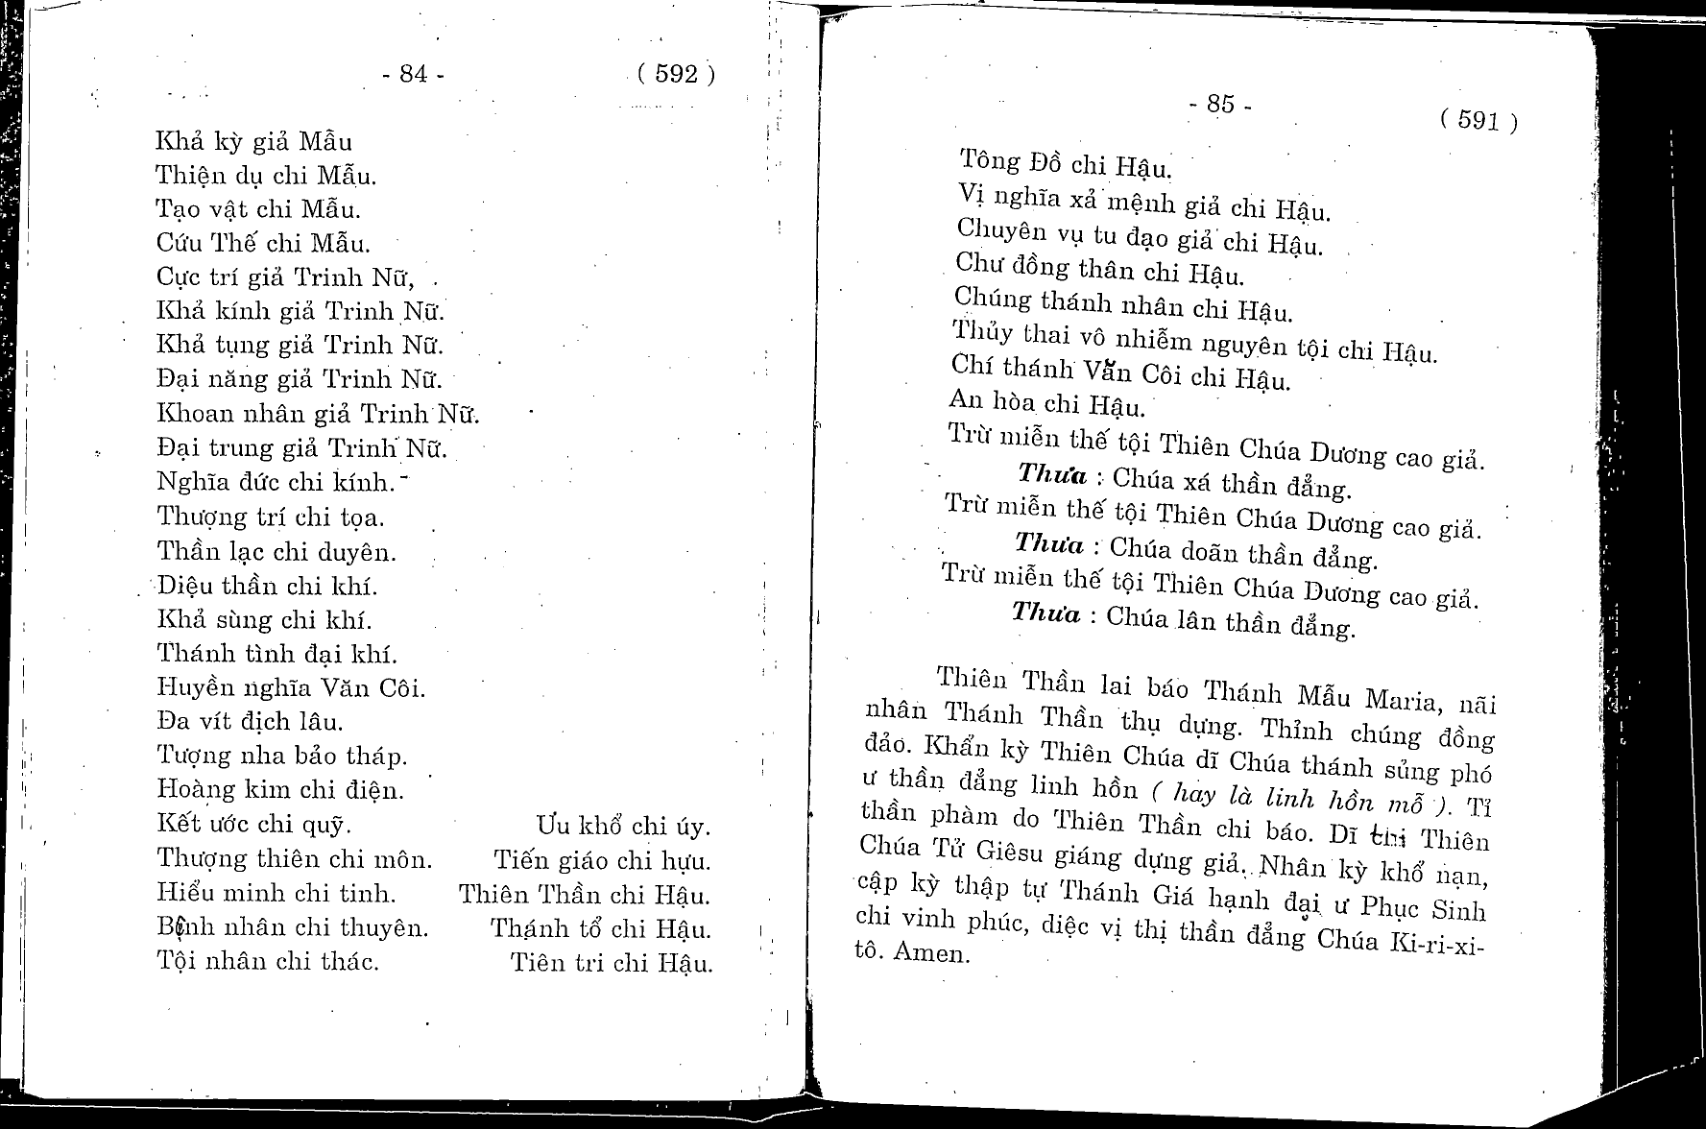 - 84 - ( 592 )
Khả kỳ giả Mẫu
Thiện dụ chi Mẫu.
Tạo vật chi Mẫu.
Cứu Thế chi Mẫu.
Cực trí giả Trinh Nữ,
Khả kính giả Trinh Nữ.
Khả tụng giả Trinh Nữ.
Đại năng giả Trinh Nữ.
Khoan nhân giả Trinh Nữ.
Đại trung giả Trinh Nữ.
Nghĩa đức chi kính.
Thượng trí chi tọa.
Thần lạc chi duyên.
Diệu thần chi khí.
Khả sùng chi khí.
Thánh tình đại khí.
Huyền nghĩa Văn Côi.
Đa vít địch lâu.
Tượng nha bảo tháp.
Hoàng kim chi điện.
Kết ước chi quỹ. Ưu khổ chi úy.
Thượng thiên chi môn. Tiến giáo chi hựu.
Hiểu minh chi tinh. Thiên Thần chi Hậu.
Bệnh nhân chi thuyên. Thánh tổ chi Hậu.
Tội nhân chi thác. Tiên tri chi Hậu.
- 85 - ( 591 )
Tông Đồ chi Hậu.
Vị nghĩa xả mệnh giả chi Hậu.
Chuyên vụ tu đạo giả chi Hậu.
Chư đồng thân chi Hậu.
Chúng thánh nhân chi Hậu.
Thủy thai vô nhiễm nguyên tội chi Hậu.
Chí thánh Văn Côi chi Hậu.
An hòa chi Hậu.
Trừ miễn thế tội Thiên Chúa Dương cao giả.
Thưa : Chúa xá thần đẳng.
Trừ miễn thế tội Thiên Chúa Dương cao giả.
Thưa : Chúa doãn thần đẳng.
Trừ miễn thế tội Thiên Chúa Dương cao giả.
Thưa : Chúa lân thần đẳng.
Thiên Thần lai báo Thánh Mẫu Maria, nãi
nhân Thánh Thần thụ dựng. Thỉnh chúng đồng
đảo. Khẩn kỳ Thiên Chúa dĩ Chúa thánh sủng phó
ư thần đẳng linh hồn ( hay là linh hồn mỗ ). Tỉ
thần phàm do Thiên Thần chi báo. Dĩ tri Thiên
Chúa Tử Giêsu giáng dựng giả. Nhân kỳ khổ nạn,
cập kỳ thập tự Thánh Giá hạnh đại ư Phục Sinh
chi vinh phúc, diệc vị thị thần đẳng Chúa Ki-ri-xi-
tô. Amen.